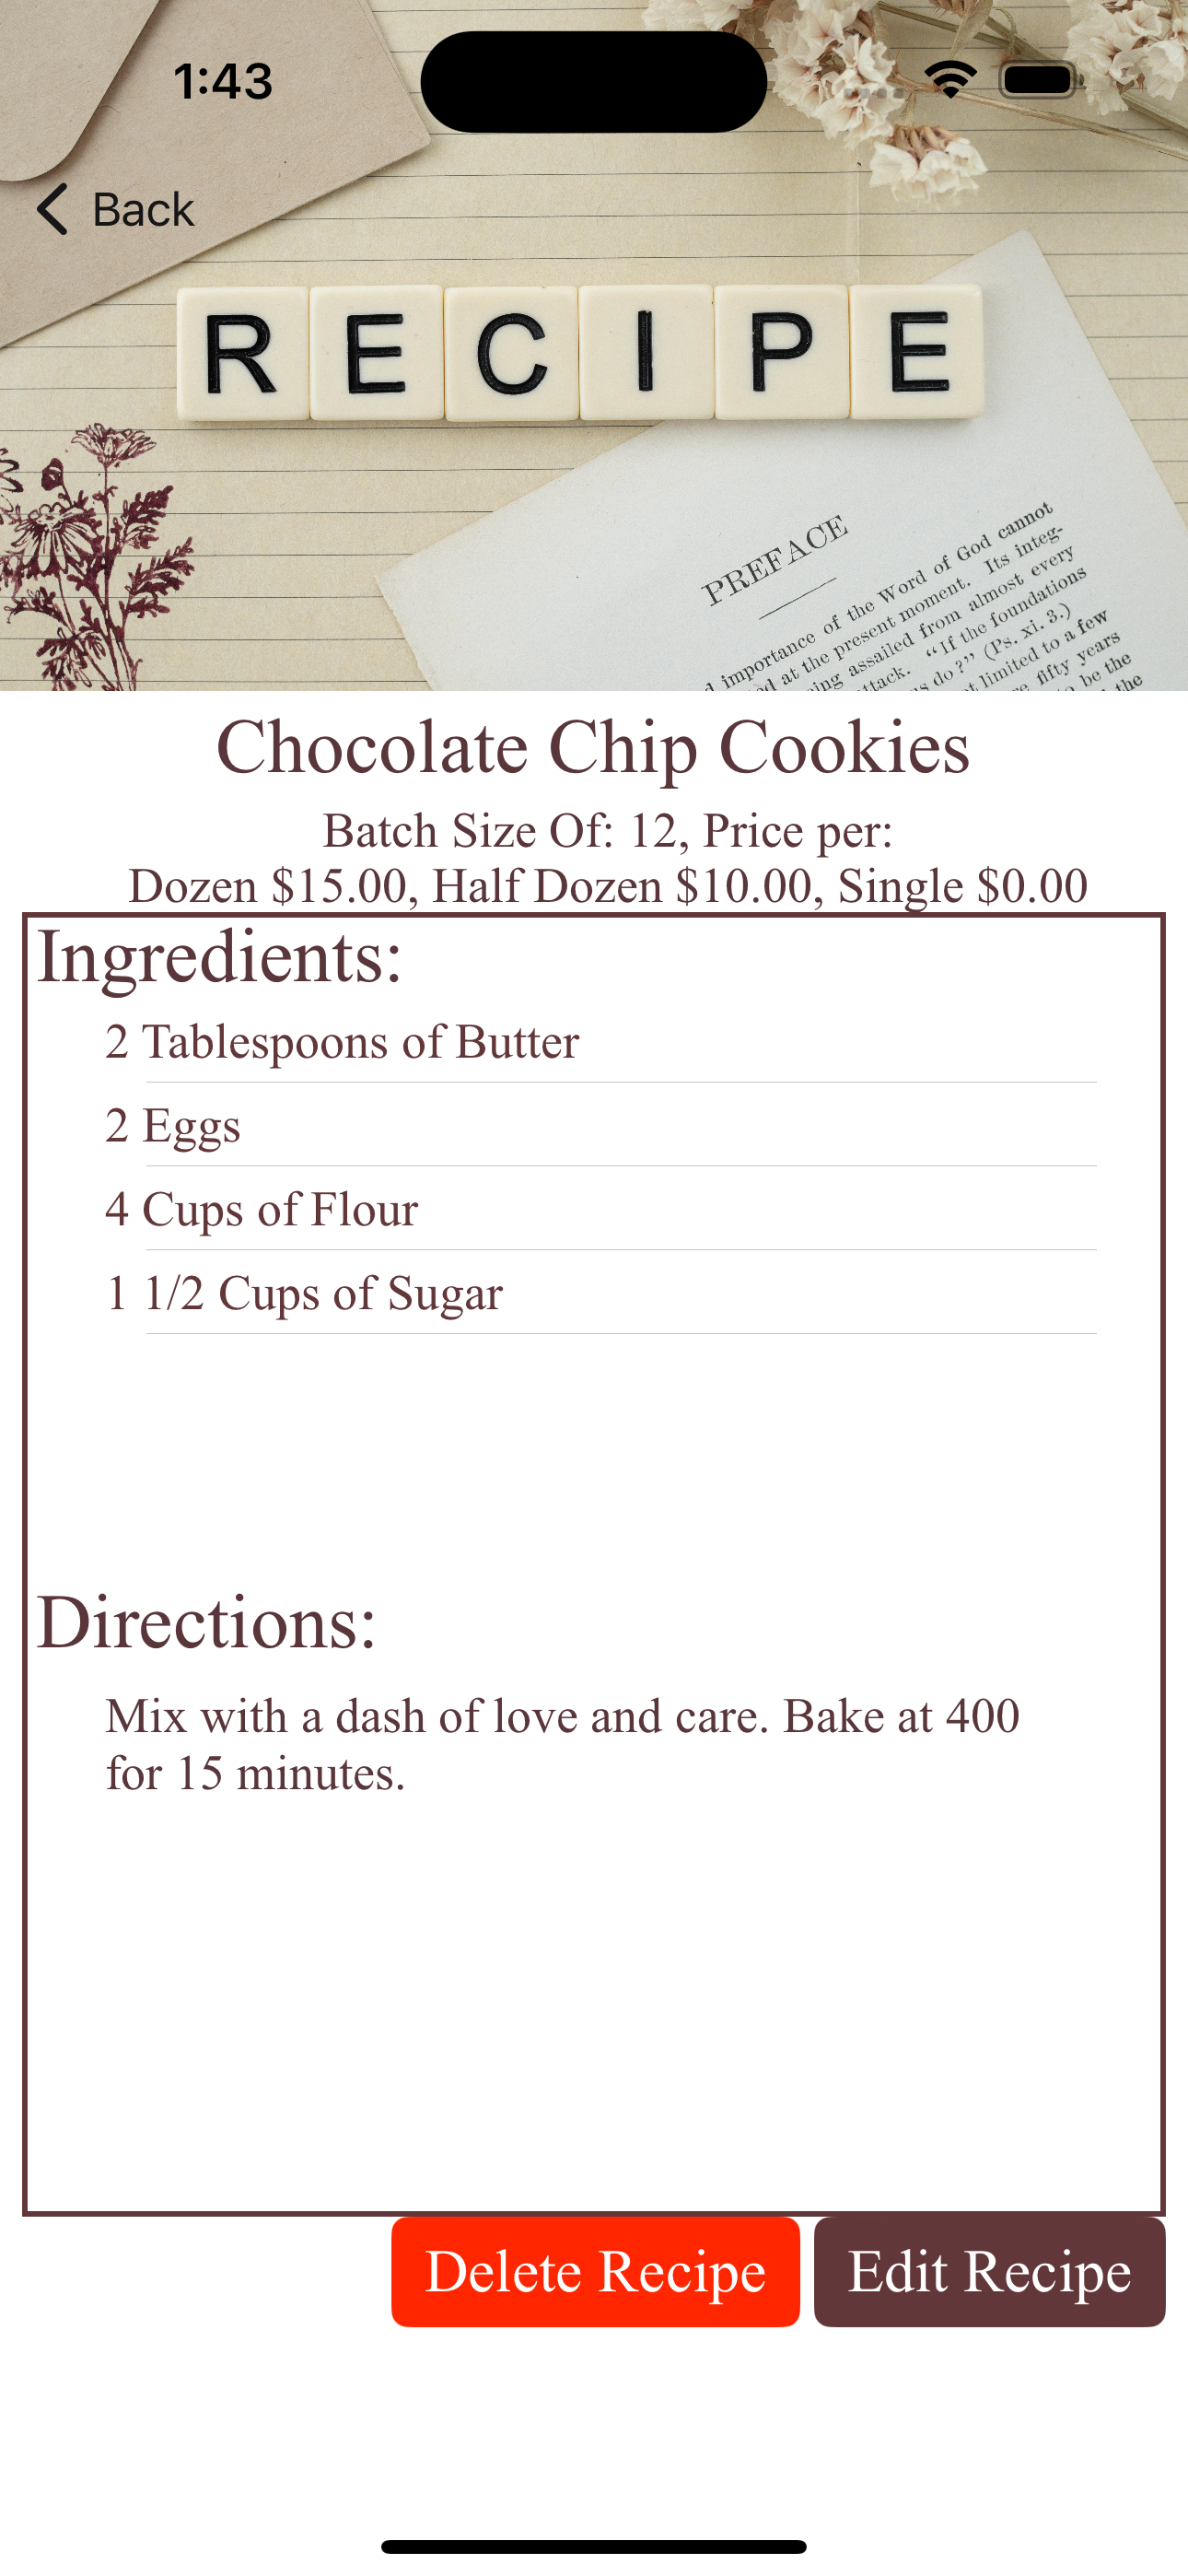 1:43
Back
RECIPE
PREFACE
importance of the Word of God cannot
at the present moment. Its integ-
assailed from almost every
"If the foundations
do?" (Ps. xi. 3.)
limited to a few
fifty years
be the
the
Chocolate Chip Cookies
Batch Size Of: 12, Price per:
Dozen $15.00, Half Dozen $10.00, Single $0.00
Ingredients:
2 Tablespoons of Butter
2 Eggs
4 Cups of Flour
1 1/2 Cups of Sugar
Directions:
Mix with a dash of love and care. Bake at 400
for 15 minutes.
Delete Recipe
Edit Recipe